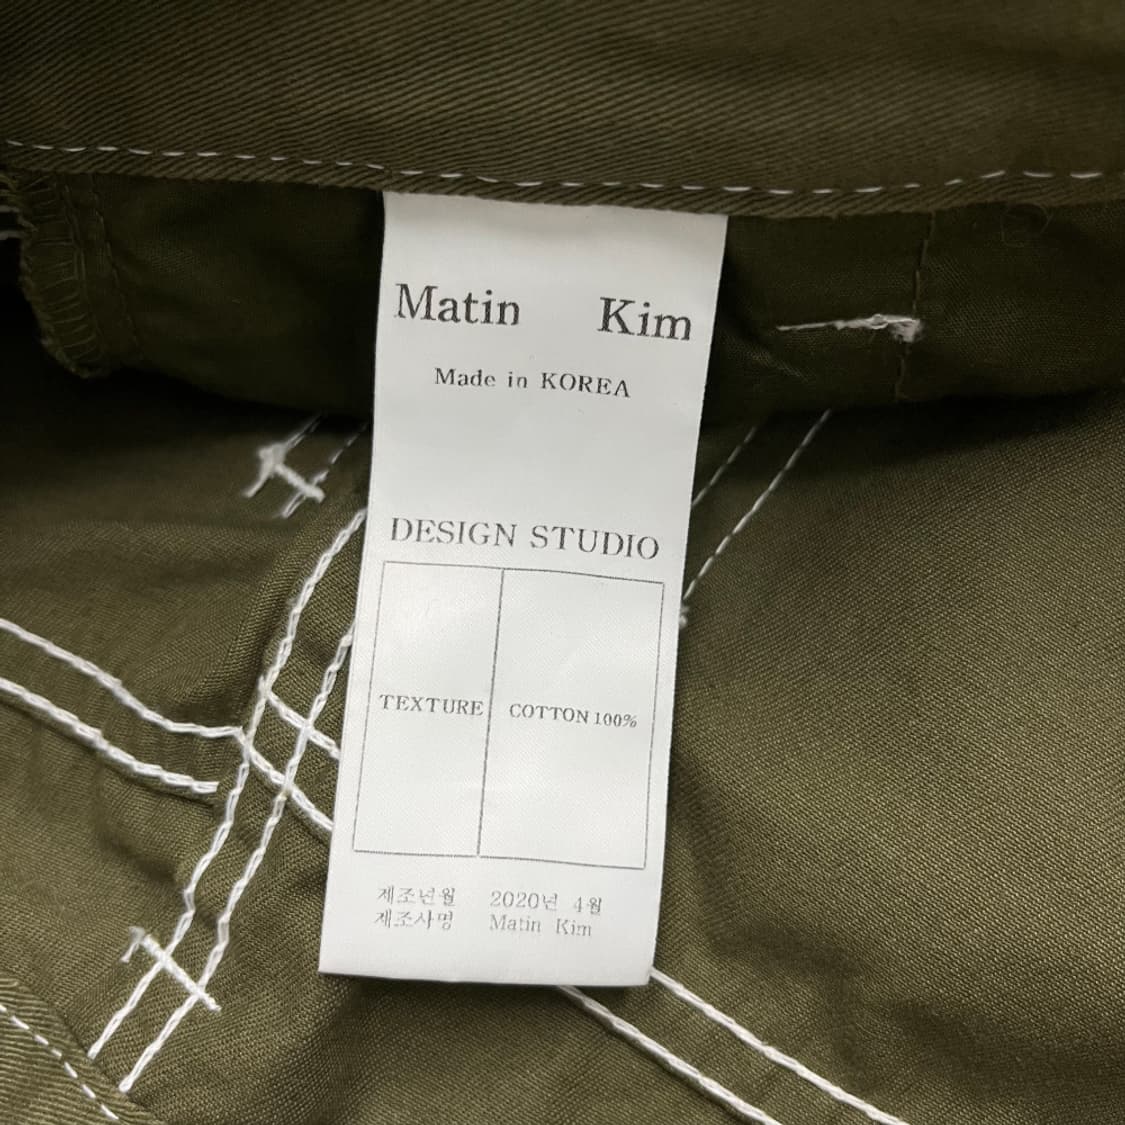 Matin Kim
Made in KOREA
DESIGN STUDIO
TEXTURE COTTON 100%
제조년월 2020년 4월
제조사명 Matin Kim